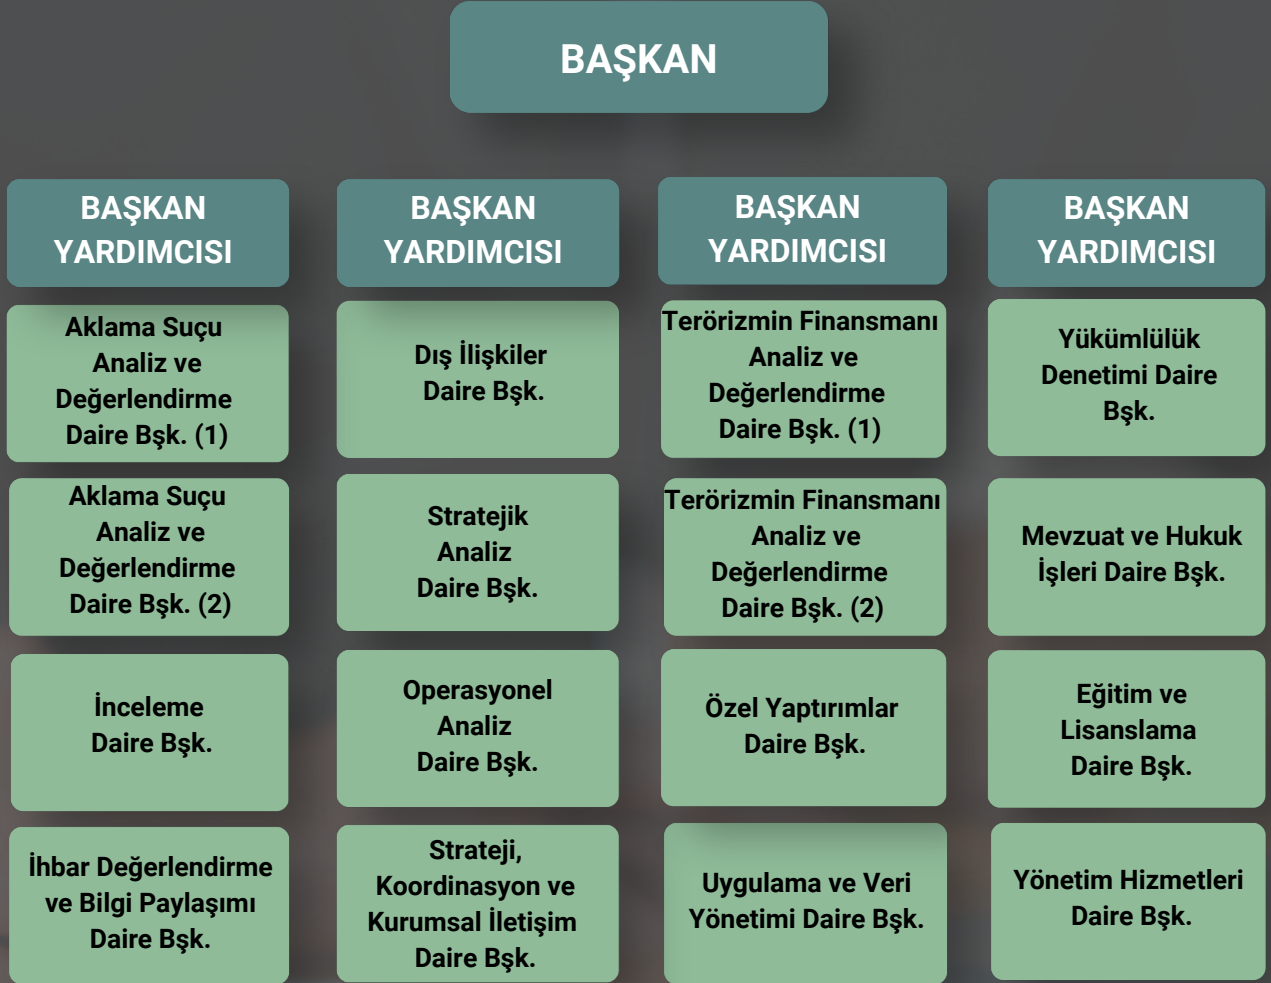 BAŞKAN
BAŞKAN
YARDIMCISI
Aklama Suçu
Analiz ve
Değerlendirme
Daire Bşk. (1)
Aklama Suçu
Analiz ve
Değerlendirme
Daire Bşk. (2)
İnceleme
Daire Bşk.
İhbar Değerlendirme
ve Bilgi Paylaşımı
Daire Bşk.
BAŞKAN
YARDIMCISI
Dış İlişkiler
Daire Bşk.
Stratejik
Analiz
Daire Bşk.
Operasyonel
Analiz
Daire Bşk.
Strateji,
Koordinasyon ve
Kurumsal İletişim
Daire Bşk.
BAŞKAN
YARDIMCISI
Terörizmin Finansmanı
Analiz ve
Değerlendirme
Daire Bşk. (1)
Terörizmin Finansmanı
Analiz ve
Değerlendirme
Daire Bşk. (2)
Özel Yaptırımlar
Daire Bşk.
Uygulama ve Veri
Yönetimi Daire Bşk.
BAŞKAN
YARDIMCISI
Yükümlülük
Denetimi Daire
Bşk.
Mevzuat ve Hukuk
İşleri Daire Bşk.
Eğitim ve
Lisanslama
Daire Bşk.
Yönetim Hizmetleri
Daire Bşk.